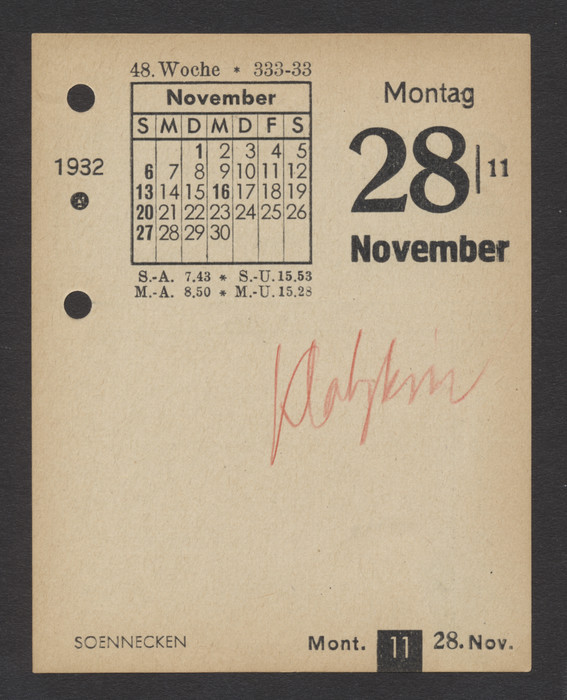 48. Woche * 333-33
November
S M D M D F S
1 2 3 4 5
6 7 8 9 10 11 12
13 14 15 16 17 18 19
20 21 22 23 24 25 26
27 28 29 30
S.-A. 7.43 * S.-U. 15.53
M.-A. 8.50 * M.-U. 15.28
1932
Montag
28 | 11
November
Klatzkin
SOENNECKEN
Mont. 11 28. Nov.